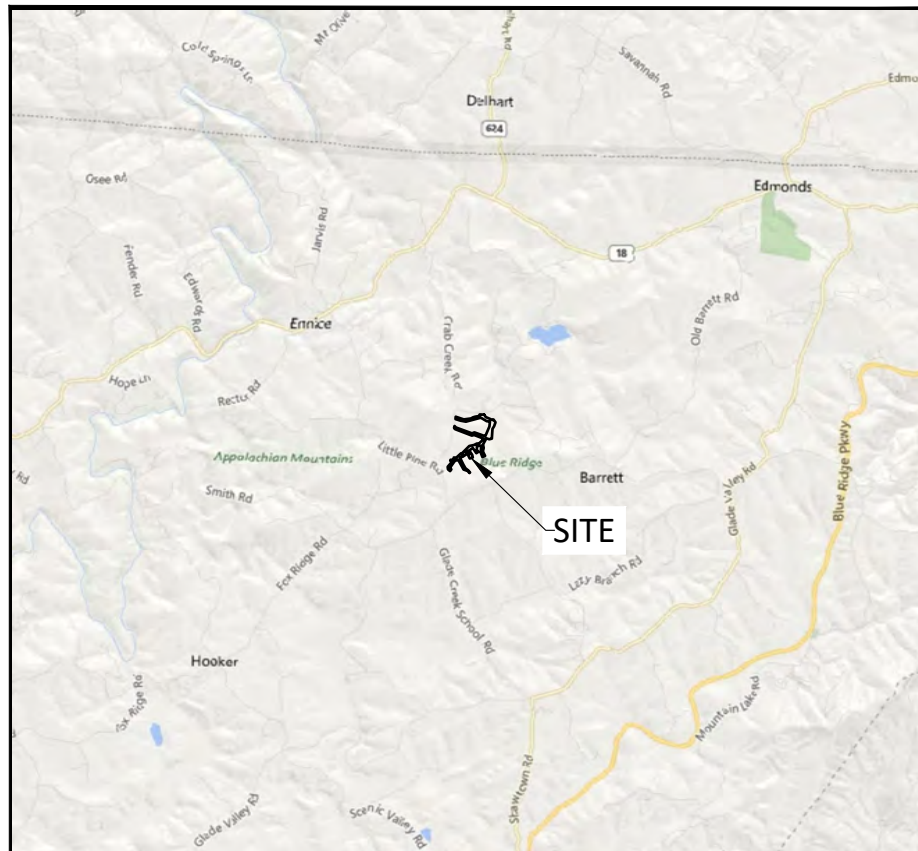 Mt Olive
Cold Springs Ln
Savannah Rd
Edmo
Delhart
624
Osee Rd
Edmonds
Jarvis Rd
Fender Rd
18
Edwards Rd
Old Barrett Rd
Ennice
Crab Creek Rd
Hope Ln
Rectus Rd
Little Pine Rd
Appalachian Mountains
Blue Ridge
Barrett
Smith Rd
Glade Valley Rd
Blue Ridge Pkwy
SITE
Fox Ridge Rd
Lazy Branch Rd
Glade Creek School Rd
Hooker
Fox Ridge Rd
Mountain Lake Rd
Shawtown Rd
Glade Valley Rd
Scenic Valley Rd